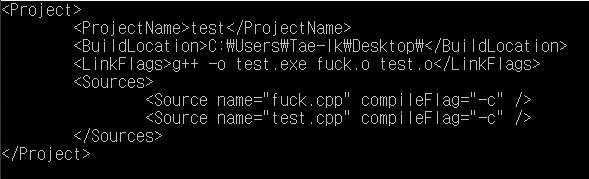 <Project>
<ProjectName>test</ProjectName>
<BuildLocation>C:₩Users₩Tae-Ik₩Desktop₩</BuildLocation>
<LinkFlags>g++ -o test.exe fuck.o test.o</LinkFlags>
<Sources>
<Source name="fuck.cpp" compileFlag="-c" />
<Source name="test.cpp" compileFlag="-c" />
</Sources>
</Project>